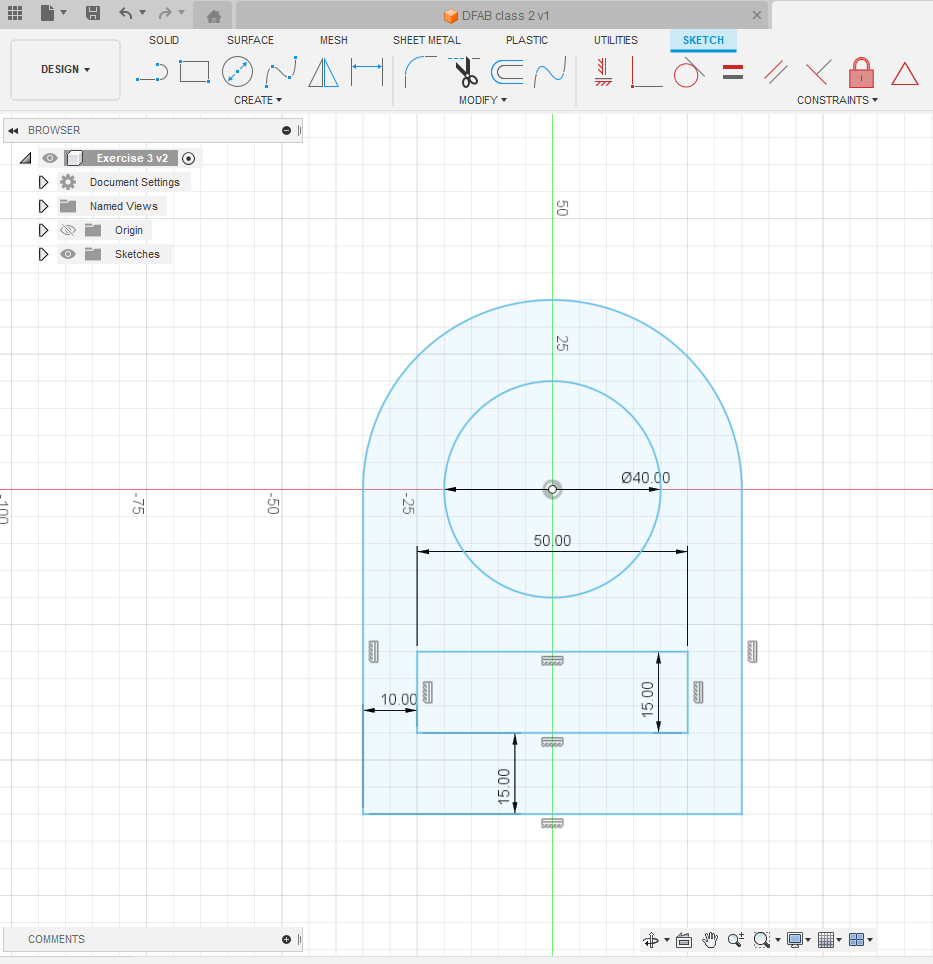 DFAB class 2 v1
SOLID SURFACE MESH SHEET METAL PLASTIC UTILITIES SKETCH
DESIGN
CREATE MODIFY CONSTRAINTS
BROWSER
Exercise 3 v2
Document Settings
Named Views
Origin
Sketches
50
25
-100
-75
-50
-25
Ø40.00
50.00
10.00
15.00
15.00
COMMENTS